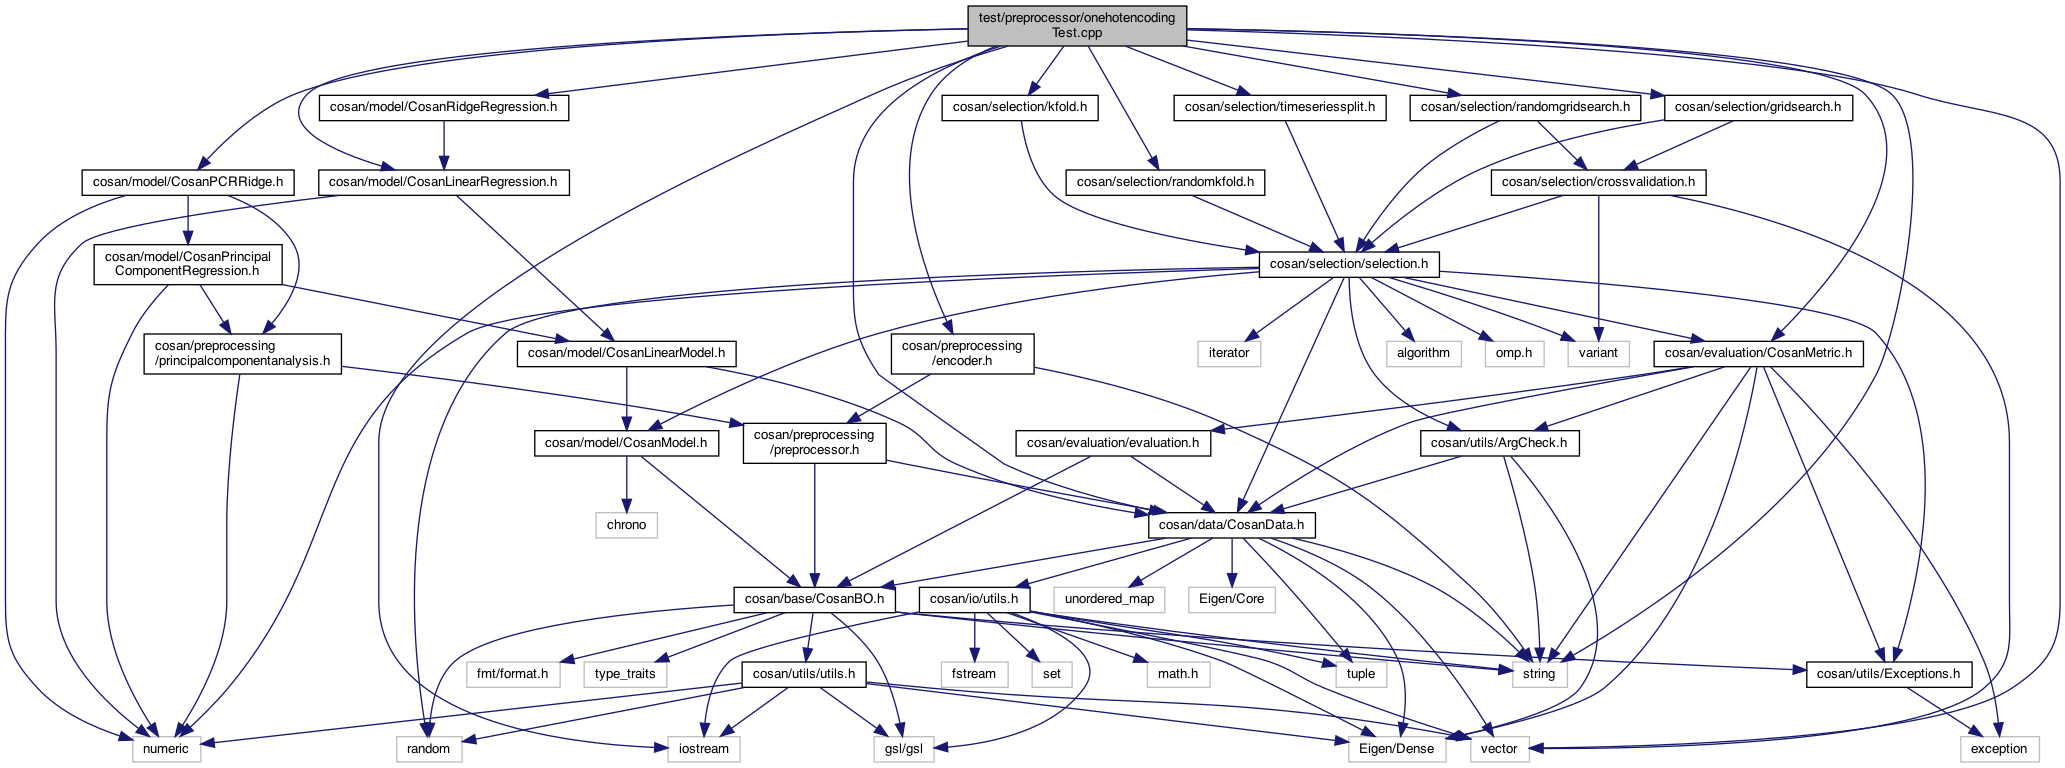 test/preprocessor/onehotencoding
Test.cpp
cosan/model/CosanRidgeRegression.h
cosan/selection/kfold.h
cosan/selection/timeseriessplit.h
cosan/selection/randomgridsearch.h
cosan/selection/gridsearch.h
cosan/model/CosanPCRRidge.h
cosan/model/CosanLinearRegression.h
cosan/selection/randomkfold.h
cosan/selection/crossvalidation.h
cosan/model/CosanPrincipal
ComponentRegression.h
cosan/selection/selection.h
cosan/preprocessing
/principalcomponentanalysis.h
cosan/model/CosanLinearModel.h
cosan/preprocessing
/encoder.h
iterator
algorithm
omp.h
variant
cosan/evaluation/CosanMetric.h
cosan/model/CosanModel.h
cosan/preprocessing
/preprocessor.h
cosan/evaluation/evaluation.h
cosan/utils/ArgCheck.h
chrono
cosan/data/CosanData.h
cosan/base/CosanBO.h
cosan/io/utils.h
unordered_map
Eigen/Core
fmt/format.h
type_traits
cosan/utils/utils.h
fstream
set
math.h
tuple
string
cosan/utils/Exceptions.h
numeric
random
iostream
gsl/gsl
Eigen/Dense
vector
exception